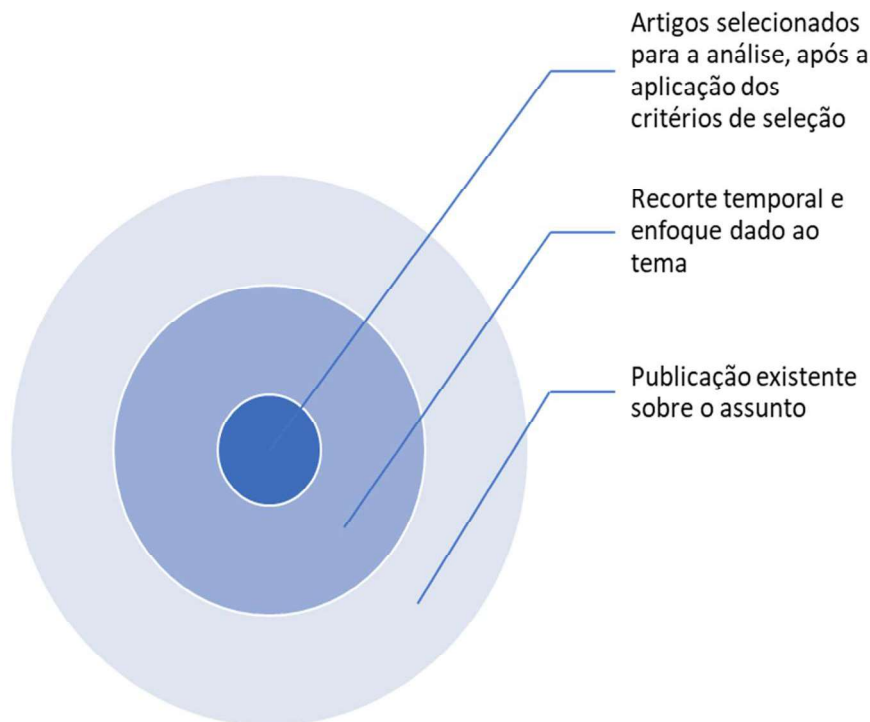 Artigos selecionados
para a análise, após a
aplicação dos
critérios de seleção
Recorte temporal e
enfoque dado ao
tema
Publicação existente
sobre o assunto